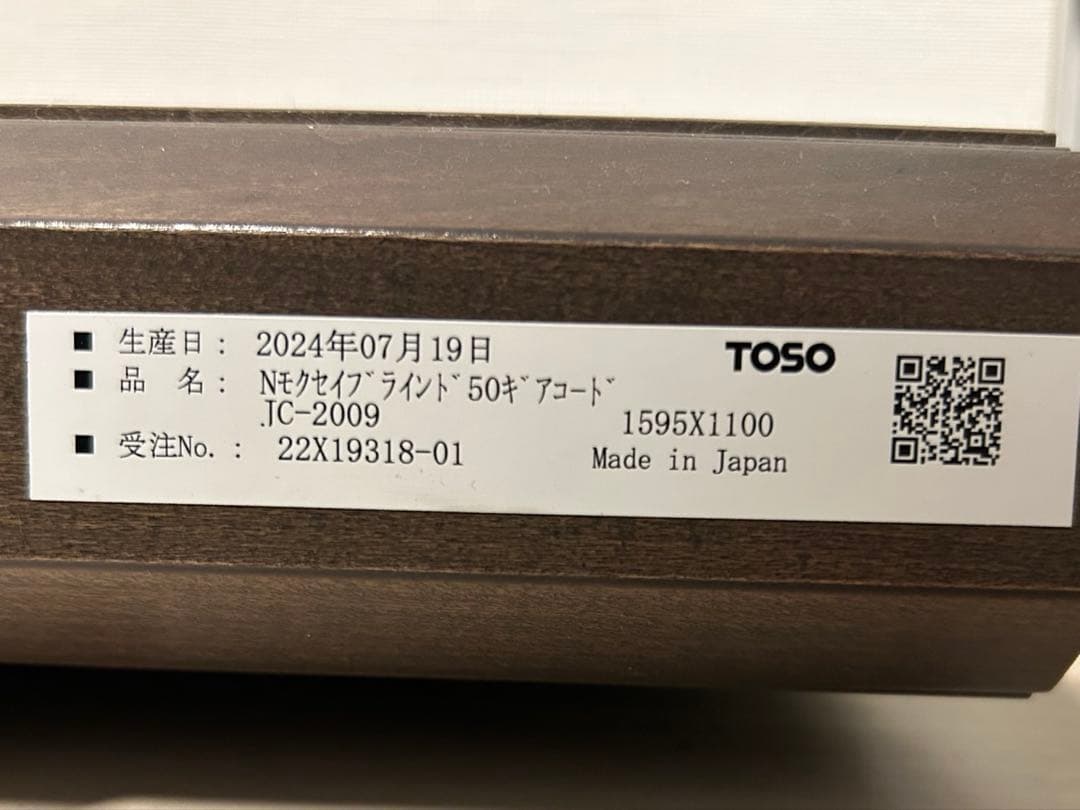 ■ 生産日： 2024年07月19日
TOSO
■ 品　名： Nﾓｸｾｲﾌﾞﾗｲﾝﾄﾞ50ｷﾞｱｺｰﾄﾞ
JC-2009 1595X1100
■ 受注No.： 22X19318-01 Made in Japan